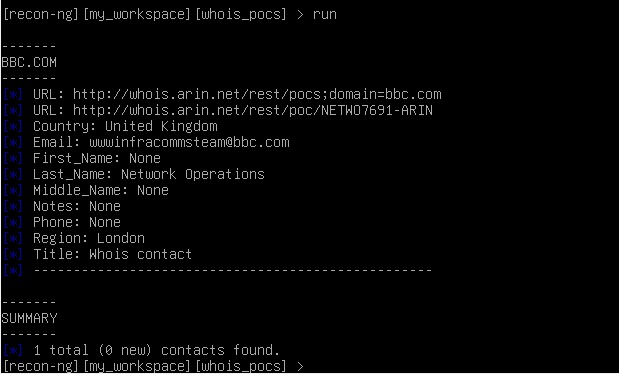 [recon-ng][my_workspace][whois_pocs] > run
-------
BBC.COM
-------
[*] URL: http://whois.arin.net/rest/pocs;domain=bbc.com
[*] URL: http://whois.arin.net/rest/poc/NETWO7691-ARIN
[*] Country: United Kingdom
[*] Email: wwwinfracommsteam@bbc.com
[*] First_Name: None
[*] Last_Name: Network Operations
[*] Middle_Name: None
[*] Notes: None
[*] Phone: None
[*] Region: London
[*] Title: Whois contact
[*] --------------------------------------------------
-------
SUMMARY
-------
[*] 1 total (0 new) contacts found.
[recon-ng][my_workspace][whois_pocs] >